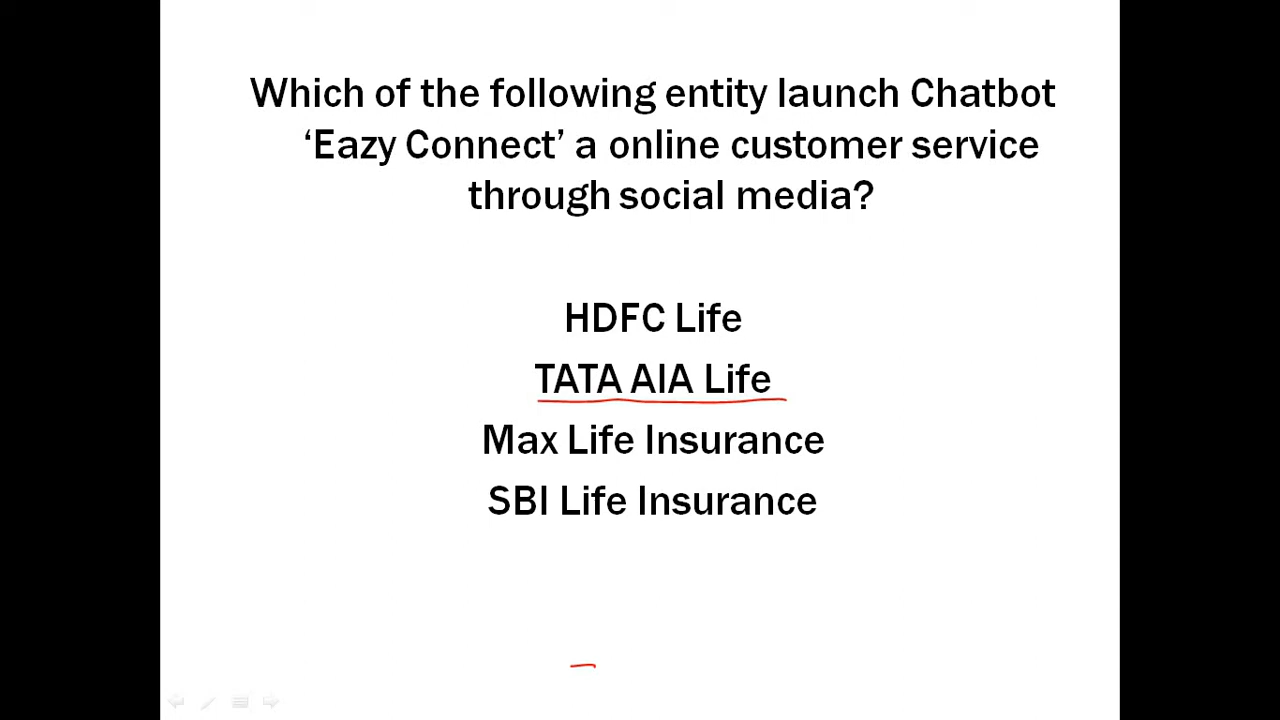 Which of the following entity launch Chatbot
‘Eazy Connect’ a online customer service
through social media?
HDFC Life
TATA AIA Life
Max Life Insurance
SBI Life Insurance